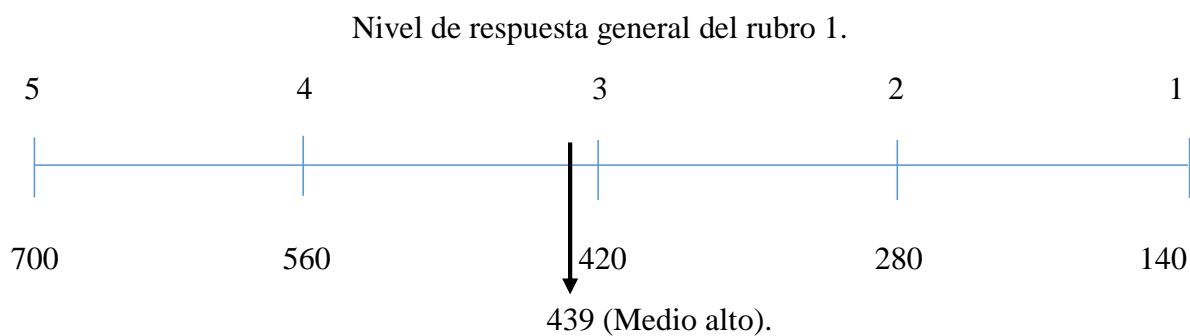 Nivel de respuesta general del rubro 1.
5 4 3 2 1
700 560 420 280 140
439 (Medio alto).